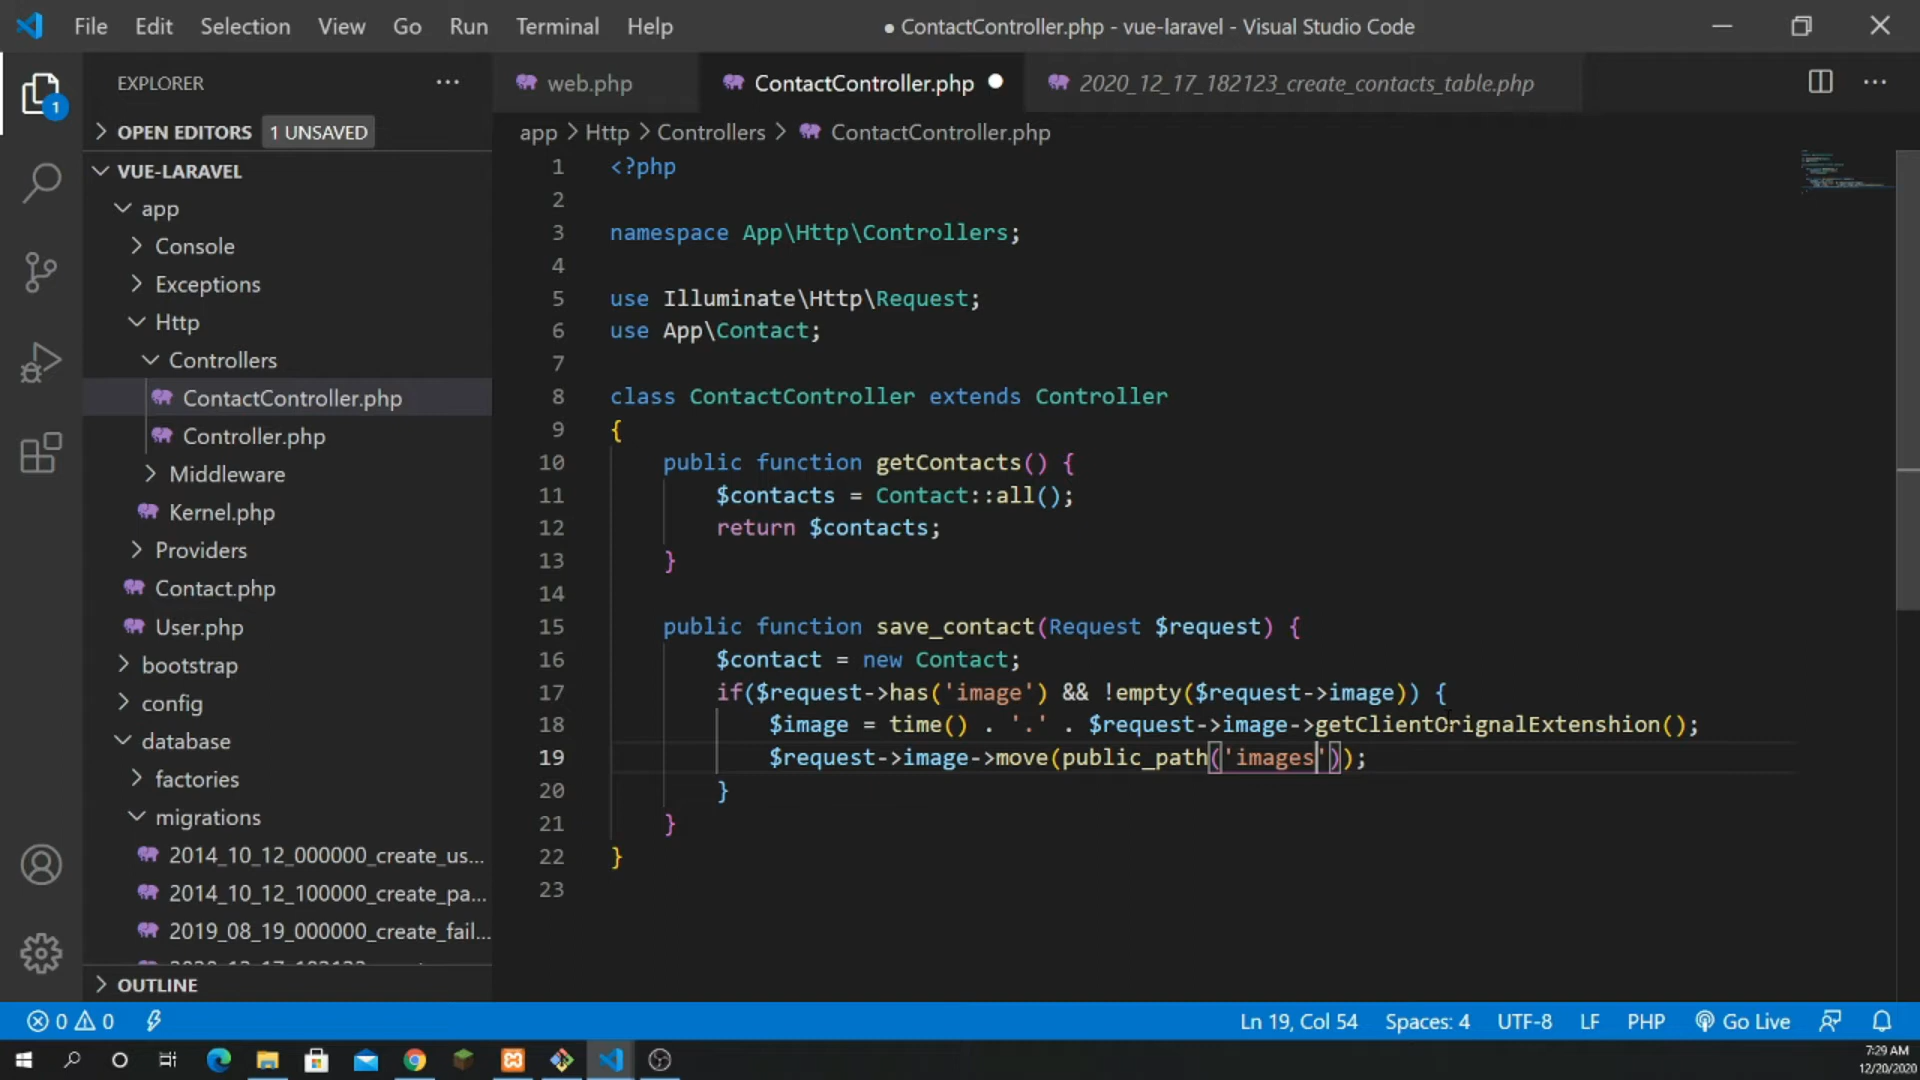 File Edit Selection View Go Run Terminal Help ● ContactController.php - vue-laravel - Visual Studio Code
EXPLORER ···
web.php ContactController.php ● 2020_12_17_182123_create_contacts_table.php ···
1
OPEN EDITORS 1 UNSAVED
app > Http > Controllers > ContactController.php
VUE-LARAVEL
app
Console
Exceptions
Http
Controllers
ContactController.php
Controller.php
Middleware
Kernel.php
Providers
Contact.php
User.php
bootstrap
config
database
factories
migrations
2014_10_12_000000_create_us...
2014_10_12_100000_create_pa...
2019_08_19_000000_create_fail...
OUTLINE
1 <?php
2
3 namespace App\Http\Controllers;
4
5 use Illuminate\Http\Request;
6 use App\Contact;
7
8 class ContactController extends Controller
9 {
10 public function getContacts() {
11 $contacts = Contact::all();
12 return $contacts;
13 }
14
15 public function save_contact(Request $request) {
16 $contact = new Contact;
17 if($request->has('image') && !empty($request->image)) {
18 $image = time() . '.' . $request->image->getClientOrignalExtenshion();
19 $request->image->move(public_path('images'));
20 }
21 }
22 }
23
0 0 Ln 19, Col 54 Spaces: 4 UTF-8 LF PHP Go Live
7:29 AM
12/20/2020